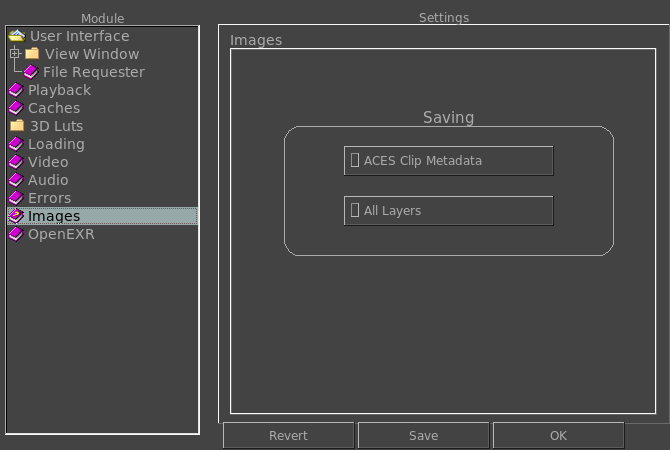 Module
User Interface
View Window
File Requester
Playback
Caches
3D Luts
Loading
Video
Audio
Errors
Images
OpenEXR
Settings
Images
Saving
ACES Clip Metadata
All Layers
Revert
Save
OK